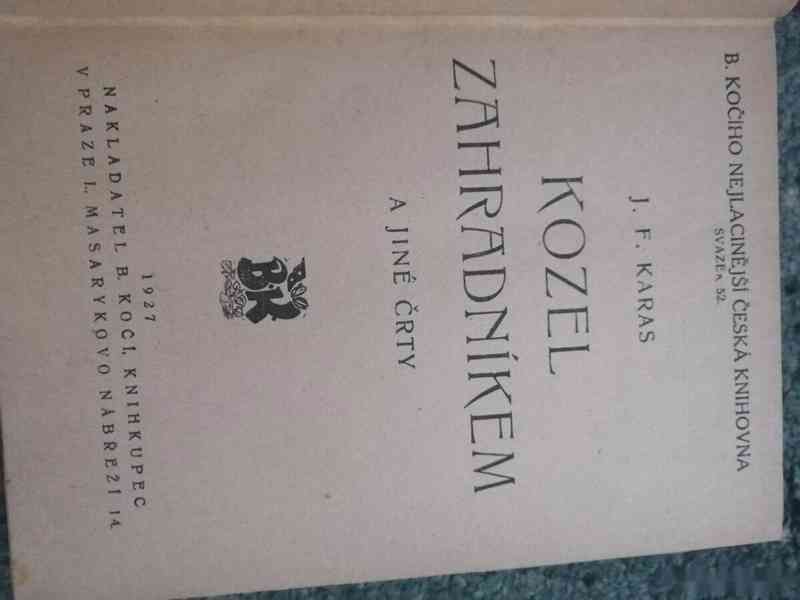 B. KOČÍHO NEJLACINĚJŠÍ ČESKÁ KNIHOVNA
SVAZEK 52.
J. F. KARAS
KOZEL
ZAHRADNÍKEM
A JINÉ ČRTY
B.K
1927
NAKLADATEL B. KOČÍ, KNIHKUPEC
V PRAZE I., MASARYKOVO NÁBŘEŽÍ 14.